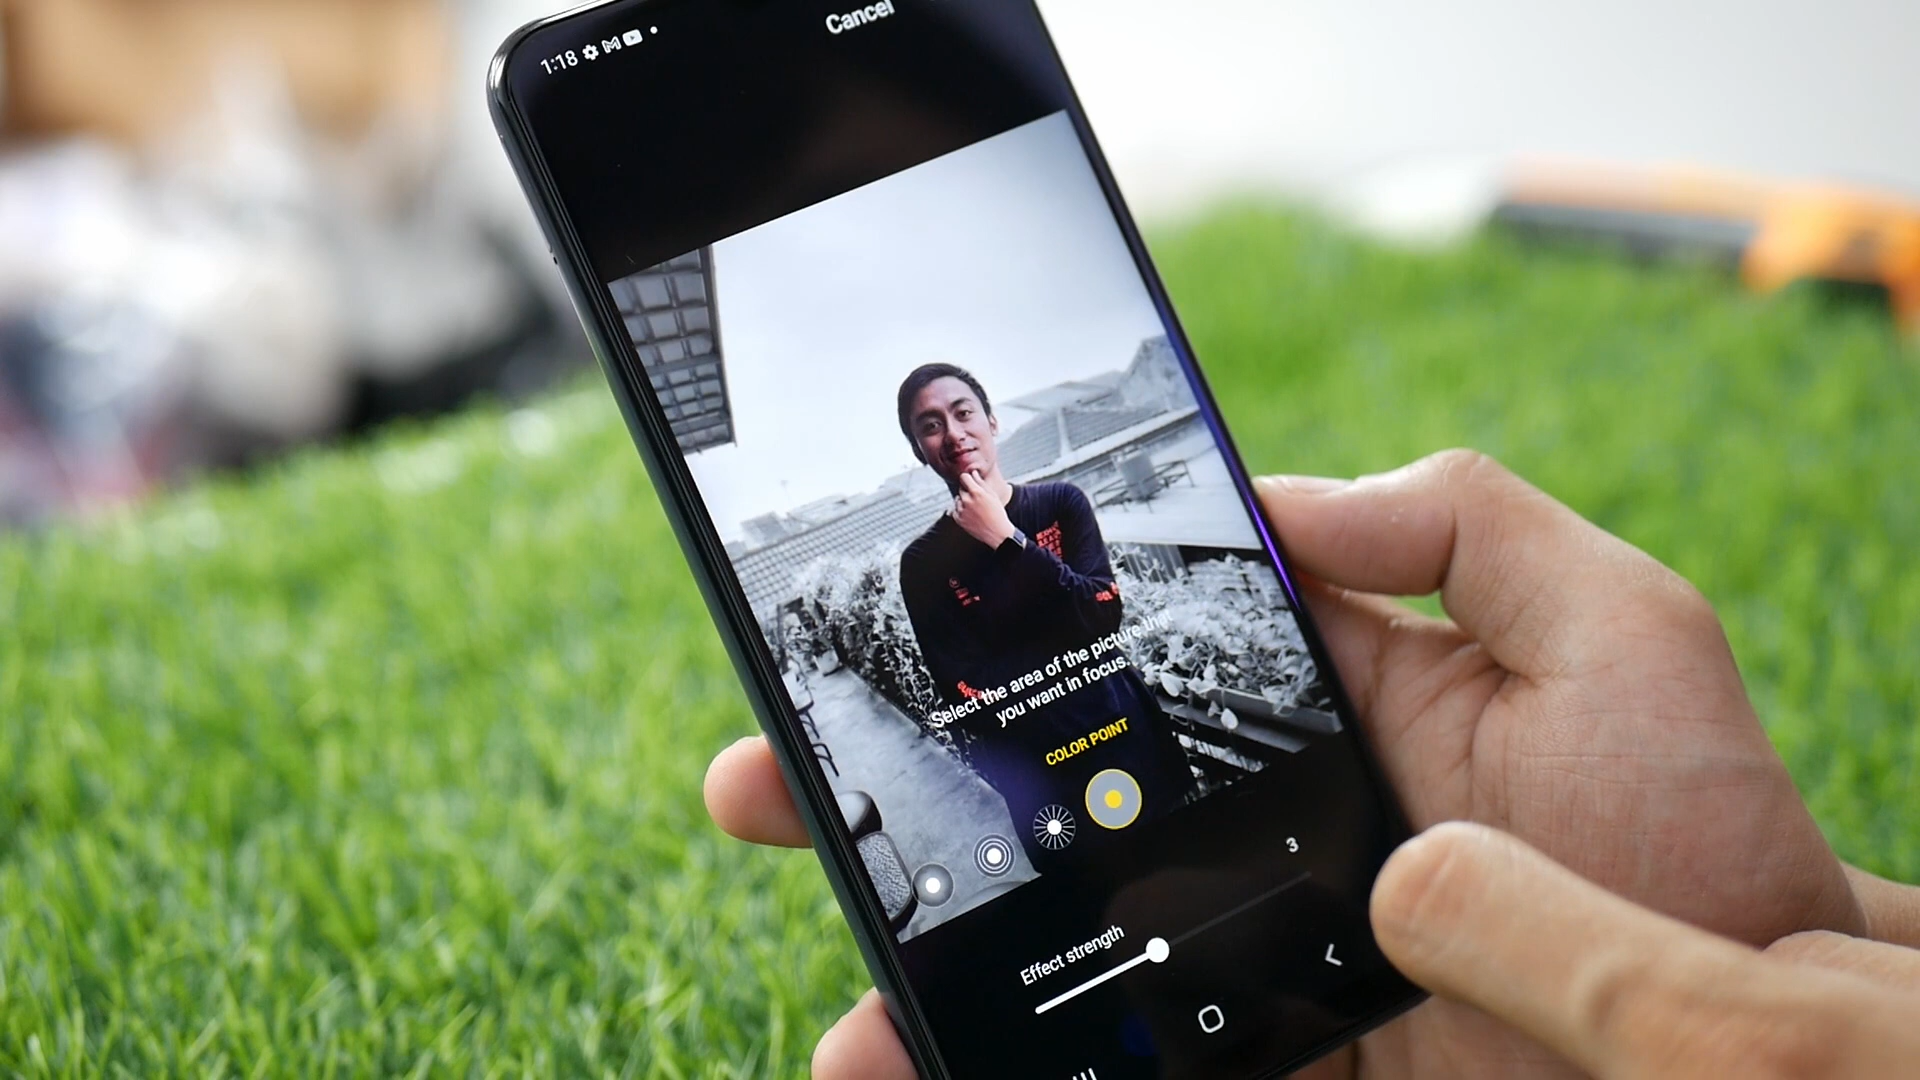 1:18
Cancel
Select the area of the picture that
you want in focus.
COLOR POINT
3
Effect strength